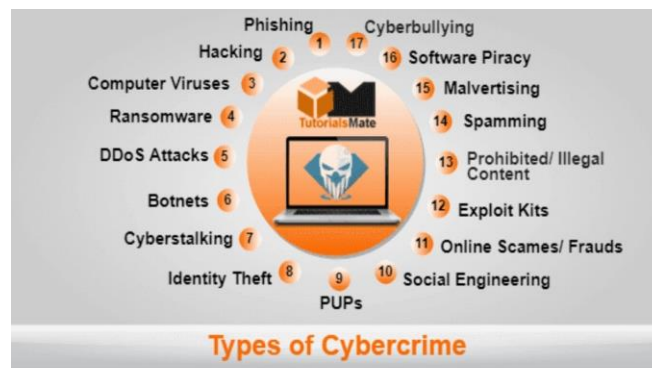 Phishing 1
Hacking 2
Computer Viruses 3
Ransomware 4
DDoS Attacks 5
Botnets 6
Cyberstalking 7
Identity Theft 8
9
PUPs
10 Social Engineering
11 Online Scames/ Frauds
12 Exploit Kits
13 Prohibited/ Illegal
Content
14 Spamming
15 Malvertising
16 Software Piracy
17 Cyberbullying
TutorialsMate
Types of Cybercrime